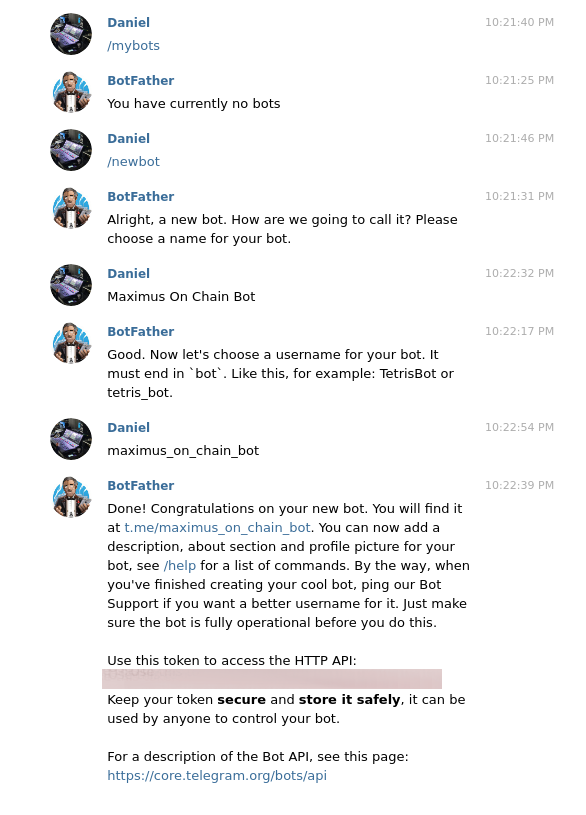 Daniel 10:21:40 PM
/mybots
BotFather 10:21:25 PM
You have currently no bots
Daniel 10:21:46 PM
/newbot
BotFather 10:21:31 PM
Alright, a new bot. How are we going to call it? Please
choose a name for your bot.
Daniel 10:22:32 PM
Maximus On Chain Bot
BotFather 10:22:17 PM
Good. Now let's choose a username for your bot. It
must end in `bot`. Like this, for example: TetrisBot or
tetris_bot.
Daniel 10:22:54 PM
maximus_on_chain_bot
BotFather 10:22:39 PM
Done! Congratulations on your new bot. You will find it
at t.me/maximus_on_chain_bot. You can now add a
description, about section and profile picture for your
bot, see /help for a list of commands. By the way, when
you've finished creating your cool bot, ping our Bot
Support if you want a better username for it. Just make
sure the bot is fully operational before you do this.
Use this token to access the HTTP API:
Keep your token secure and store it safely, it can be
used by anyone to control your bot.
For a description of the Bot API, see this page:
https://core.telegram.org/bots/api